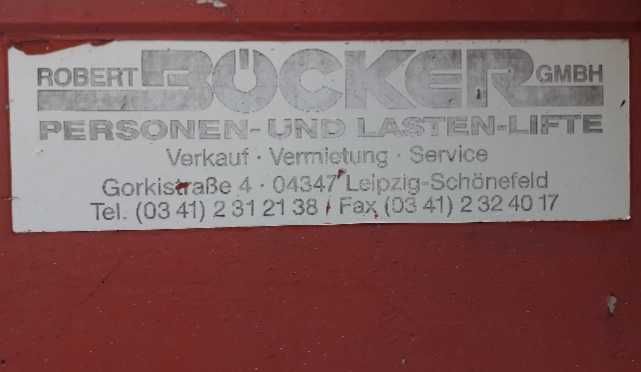 ROBERT BÖCKER GMBH
PERSONEN- UND LASTEN-LIFTE
Verkauf · Vermietung · Service
Gorkistraße 4 · 04347 Leipzig-Schönefeld
Tel. (03 41) 2 31 21 38 / Fax (03 41) 2 32 40 17